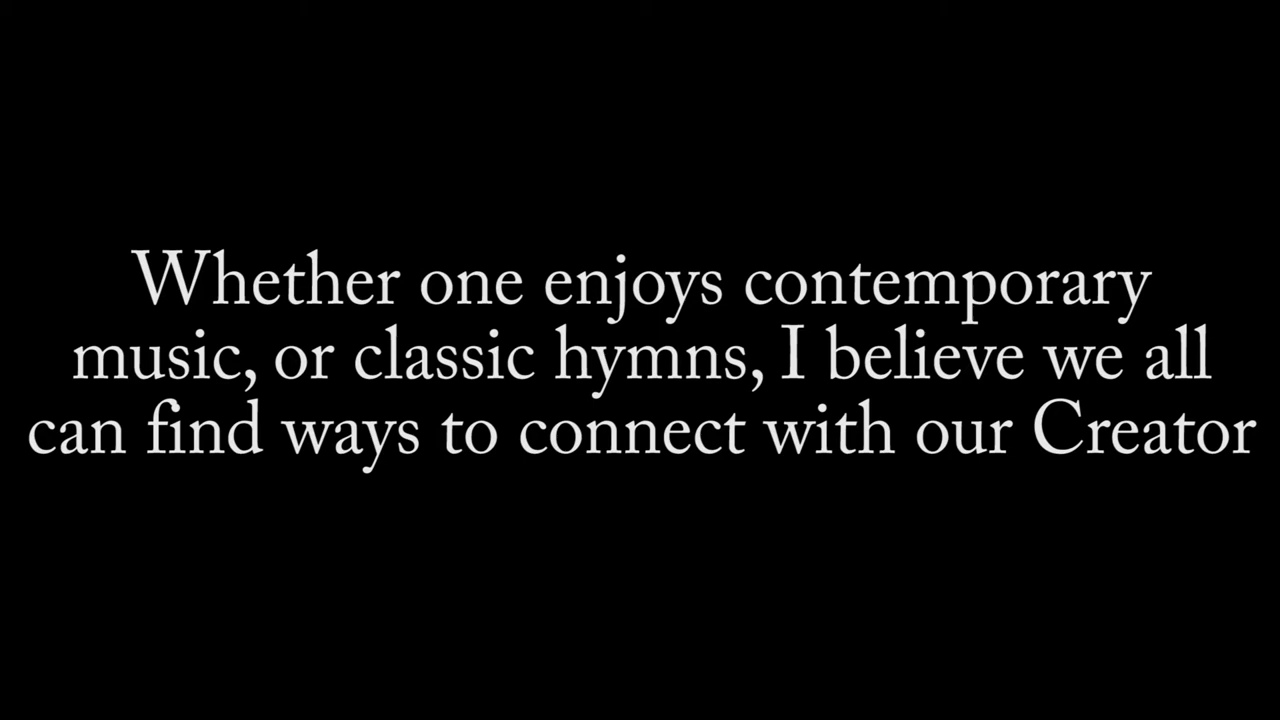 Whether one enjoys contemporary
music, or classic hymns, I believe we all
can find ways to connect with our Creator